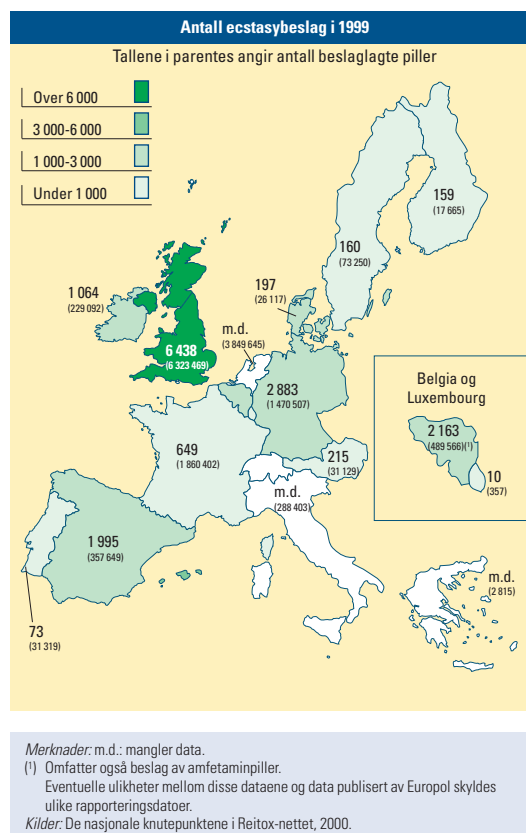 Antall ecstasybeslag i 1999
Tallene i parentes angir antall beslaglagte piller
Over 6 000
3 000-6 000
1 000-3 000
Under 1 000
159
(17 665)
160
(73 250)
197
(26 117)
1 064
(229 092)
m.d.
(3 849 645)
6 438
(6 323 469)
2 883
(1 470 507)
Belgia og
Luxembourg
2 163
(489 566)(¹)
10
(357)
649
(1 860 402)
215
(31 129)
m.d.
(288 403)
1 995
(357 649)
m.d.
(2 815)
73
(31 319)
Merknader: m.d.: mangler data.
(¹) Omfatter også beslag av amfetaminpiller.
Eventuelle ulikheter mellom disse dataene og data publisert av Europol skyldes
ulike rapporteringsdatoer.
Kilder: De nasjonale knutepunktene i Reitox-nettet, 2000.